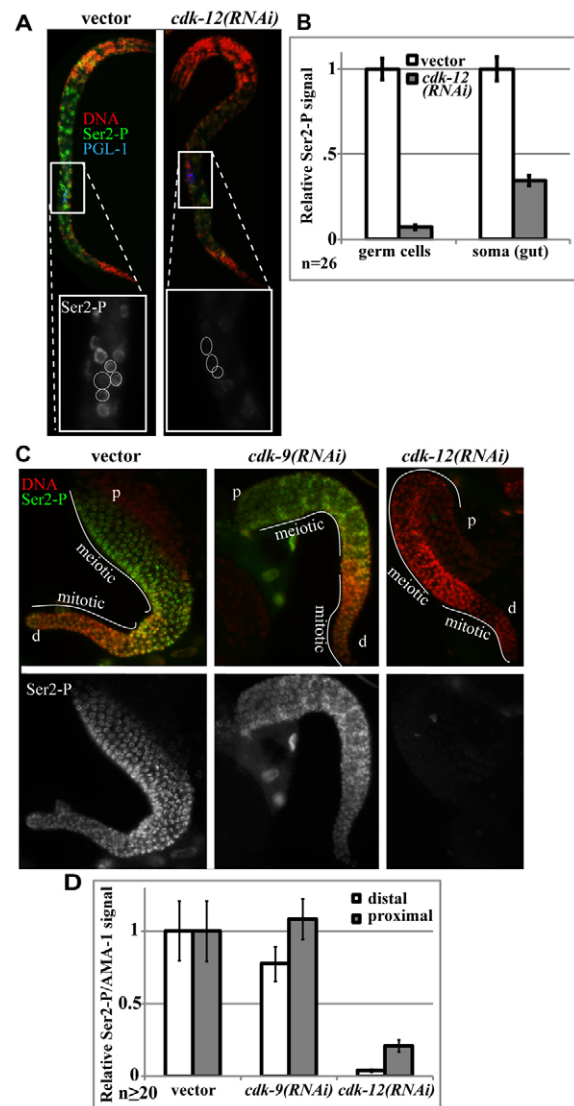 A
vector
cdk-12(RNAi)
DNA
Ser2-P
PGL-1
Ser2-P
B
Relative Ser2-P signal
1
.5
0
vector
cdk-12
(RNAi)
germ cells
soma (gut)
n=26
C
vector
cdk-9(RNAi)
cdk-12(RNAi)
DNA
Ser2-P
p
meiotic
mitotic
d
p
meiotic
mitotic
d
p
meiotic
mitotic
d
Ser2-P
D
Relative Ser2-P/AMA-1 signal
1
0.5
0
distal
proximal
n≥20
vector
cdk-9(RNAi)
cdk-12(RNAi)